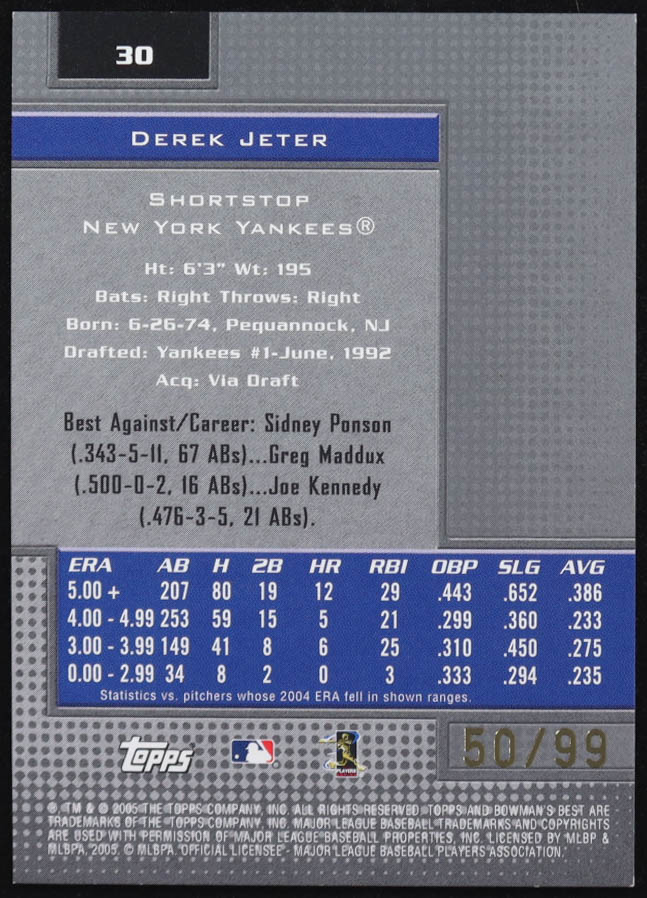 30
DEREK JETER
SHORTSTOP
NEW YORK YANKEES®
Ht: 6'3" Wt: 195
Bats: Right Throws: Right
Born: 6-26-74, Pequannock, NJ
Drafted: Yankees #1-June, 1992
Acq: Via Draft
Best Against/Career: Sidney Ponson
(.343-5-11, 67 ABs)...Greg Maddux
(.500-0-2, 16 ABs)...Joe Kennedy
(.476-3-5, 21 ABs).
ERA AB H 2B HR RBI OBP SLG AVG
5.00 + 207 80 19 12 29 .443 .652 .386
4.00 - 4.99 253 59 15 5 21 .299 .360 .233
3.00 - 3.99 149 41 8 6 25 .310 .450 .275
0.00 - 2.99 34 8 2 0 3 .333 .294 .235
Statistics vs. pitchers whose 2004 ERA fell in shown ranges.
topps PLAYERS 50/99
®, TM & © 2005 THE TOPPS COMPANY, INC. ALL RIGHTS RESERVED. TOPPS AND BOWMAN'S BEST ARE
TRADEMARKS OF THE TOPPS COMPANY, INC. MAJOR LEAGUE BASEBALL TRADEMARKS AND COPYRIGHTS
ARE USED WITH PERMISSION OF MAJOR LEAGUE BASEBALL PROPERTIES, INC. LICENSED BY MLBP &
MLBPA, 2005. © MLBPA. OFFICIAL LICENSEE - MAJOR LEAGUE BASEBALL PLAYERS ASSOCIATION.